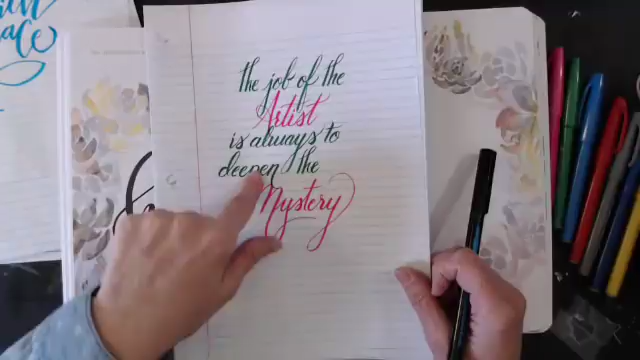 the job of the
Artist
is always to
deepen the
Mystery